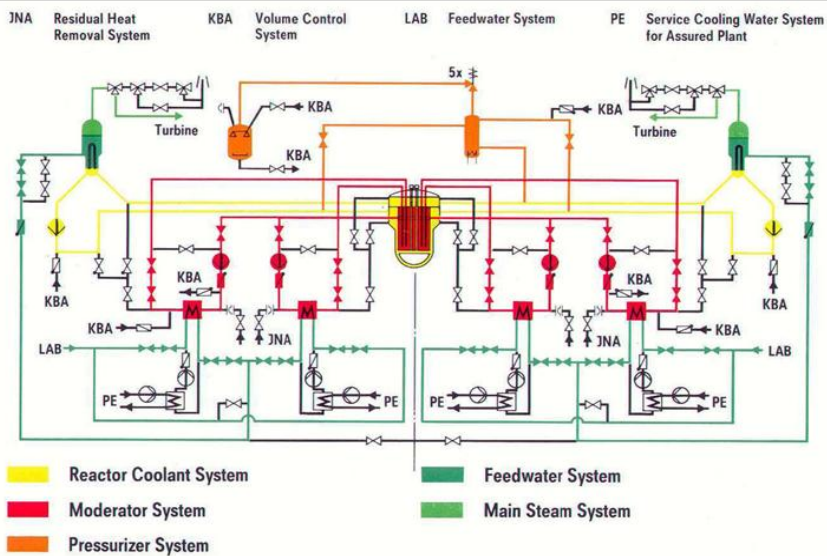 JNA Residual Heat Removal System
KBA Volume Control System
LAB Feedwater System
PE Service Cooling Water System for Assured Plant
5x
KBA
KBA
Turbine
KBA
Turbine
KBA
KBA
KBA
KBA
KBA
KBA
JNA
JNA
LAB
LAB
M
M
M
M
PE
PE
PE
PE
Reactor Coolant System
Moderator System
Pressurizer System
Feedwater System
Main Steam System